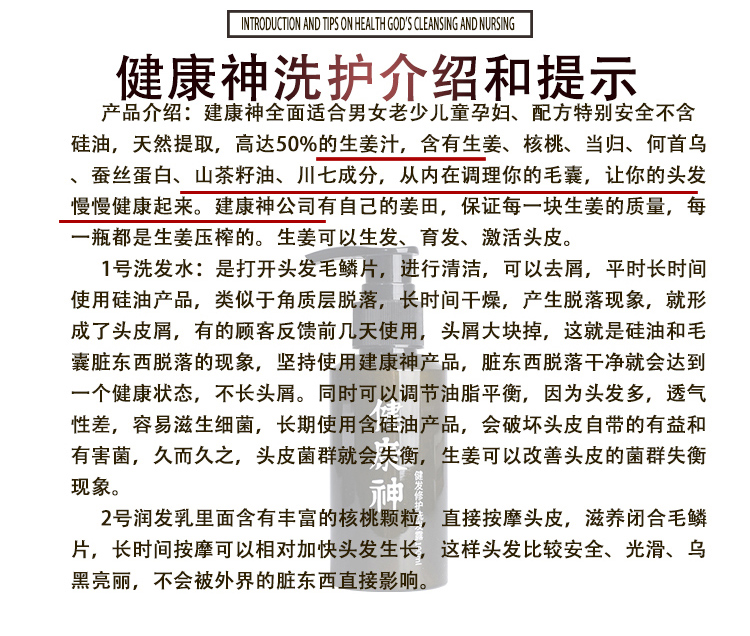 INTRODUCTION AND TIPS ON HEALTH GOD'S CLEANSING AND NURSING
健康神洗护介绍和提示
产品介绍：建康神全面适合男女老少儿童孕妇、配方特别安全不含
硅油，天然提取，高达50%的生姜汁，含有生姜、核桃、当归、何首乌
、蚕丝蛋白、山茶籽油、川七成分，从内在调理你的毛囊，让你的头发
慢慢健康起来。建康神公司有自己的姜田，保证每一块生姜的质量，每
一瓶都是生姜压榨的。生姜可以生发、育发、激活头皮。
1号洗发水：是打开头发毛鳞片，进行清洁，可以去屑，平时长时间
使用硅油产品，类似于角质层脱落，长时间干燥，产生脱落现象，就形
成了头皮屑，有的顾客反馈前几天使用，头屑大块掉，这就是硅油和毛
囊脏东西脱落的现象，坚持使用建康神产品，脏东西脱落干净就会达到
一个健康状态，不长头屑。同时可以调节油脂平衡，因为头发多，透气
性差，容易滋生细菌，长期使用含硅油产品，会破坏头皮自带的有益和
有害菌，久而久之，头皮菌群就会失衡，生姜可以改善头皮的菌群失衡
现象。
2号润发乳里面含有丰富的核桃颗粒，直接按摩头皮，滋养闭合毛鳞
片，长时间按摩可以相对加快头发生长，这样头发比较安全、光滑、乌
黑亮丽，不会被外界的脏东西直接影响。
健康神
健发修护